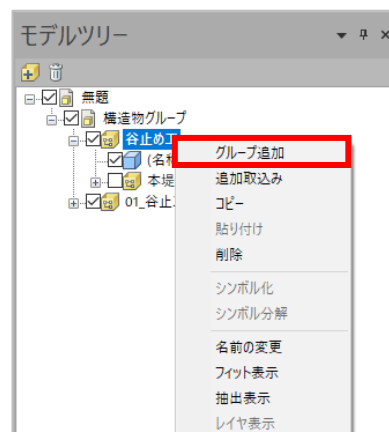 モデルツリー
無題
構造物グループ
谷止め工
(名称
本堤
01_谷止
グループ追加
追加取込み
コピー
貼り付け
削除
シンボル化
シンボル分解
名前の変更
フィット表示
抽出表示
レイヤ表示